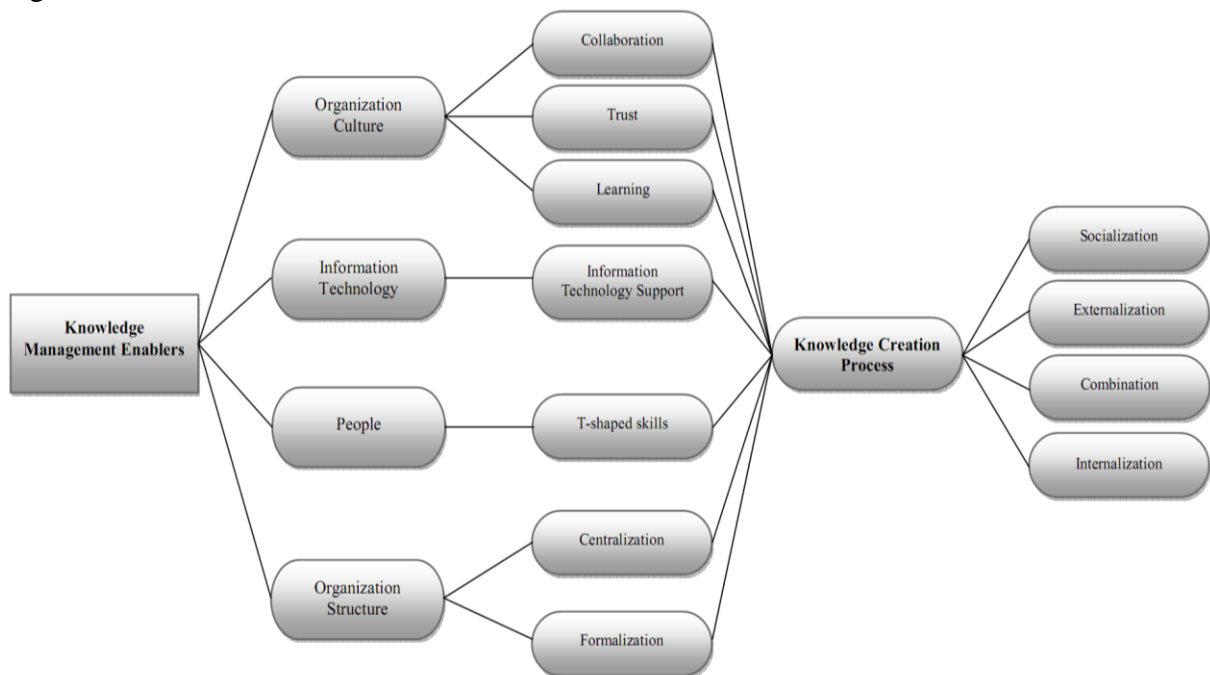 Collaboration
Organization
Culture
Trust
Learning
Socialization
Information
Technology
Information
Technology Support
Externalization
Knowledge
Management Enablers
Knowledge Creation
Process
Combination
People
T-shaped skills
Internalization
Centralization
Organization
Structure
Formalization